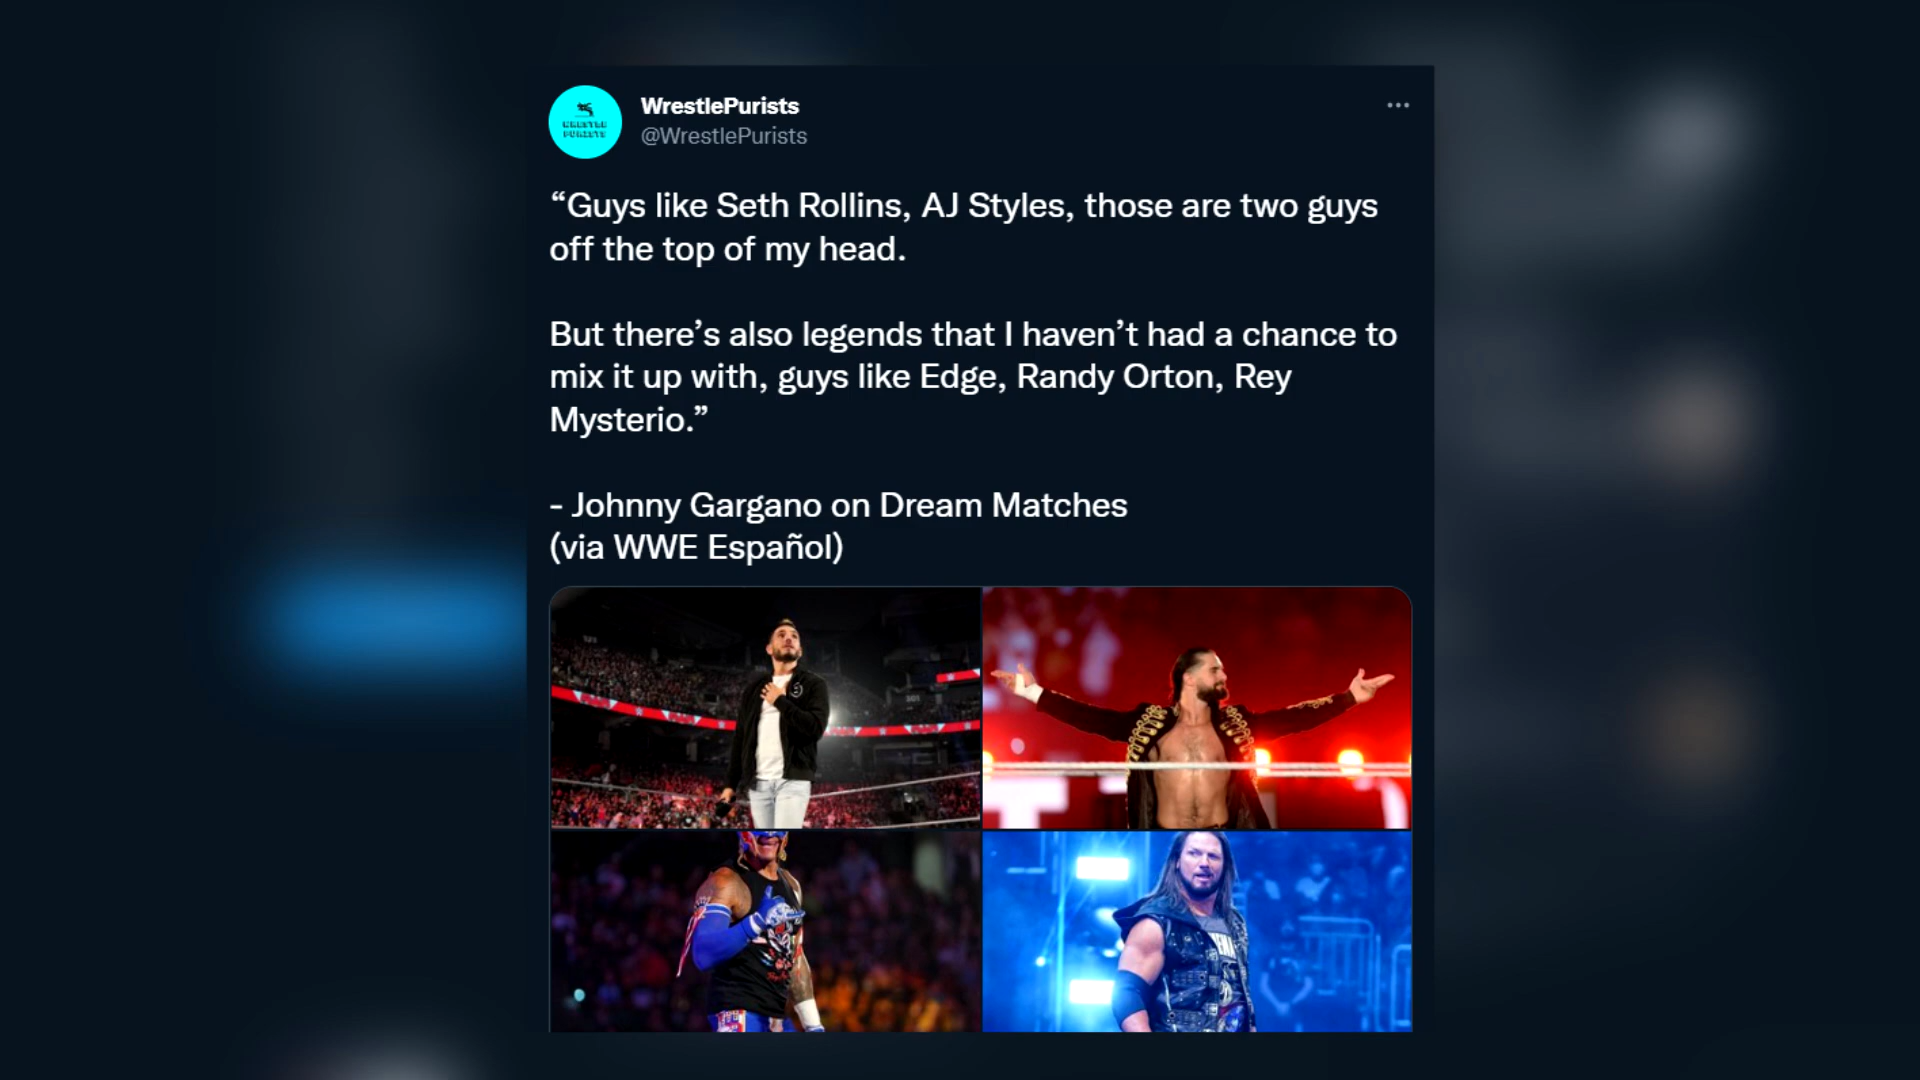 WrestlePurists
@WrestlePurists
WRESTLE
PURISTS
“Guys like Seth Rollins, AJ Styles, those are two guys
off the top of my head.
But there’s also legends that I haven’t had a chance to
mix it up with, guys like Edge, Randy Orton, Rey
Mysterio.”
- Johnny Gargano on Dream Matches
(via WWE Español)